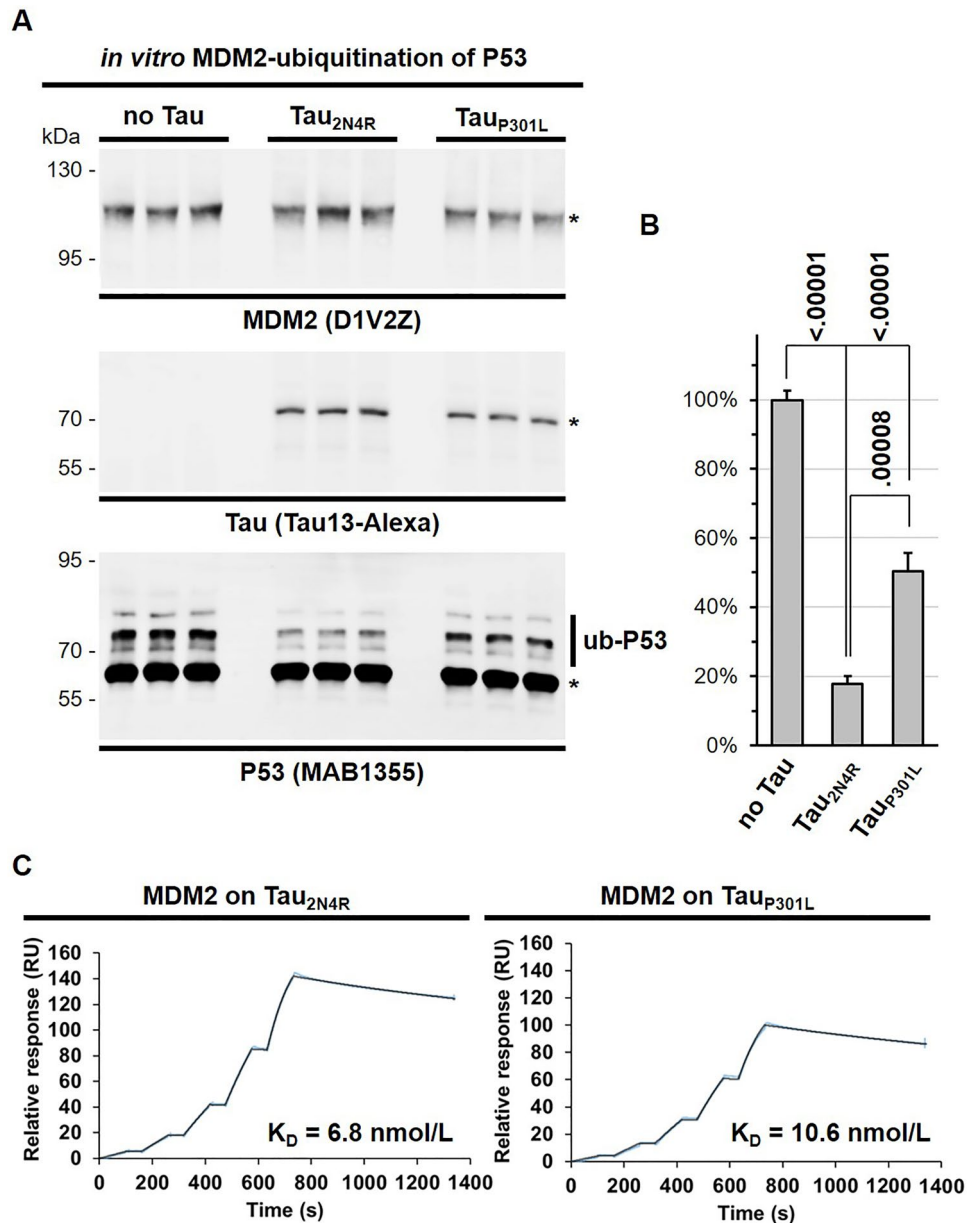 A
in vitro MDM2-ubiquitination of P53
no Tau Tau2N4R TauP301L
kDa
130 -
*
95 -
MDM2 (D1V2Z)
70 -
*
55 -
Tau (Tau13-Alexa)
95 -
ub-P53
70 -
*
55 -
P53 (MAB1355)
B
<.00001 <.00001
.00008
100%
80%
60%
40%
20%
0%
no Tau Tau2N4R TauP301L
C
MDM2 on Tau2N4R
Relative response (RU)
160
140
120
100
80
60
40
20
0
KD = 6.8 nmol/L
0 200 400 600 800 1000 1200 1400
Time (s)
MDM2 on TauP301L
Relative response (RU)
160
140
120
100
80
60
40
20
0
KD = 10.6 nmol/L
0 200 400 600 800 1000 1200 1400
Time (s)